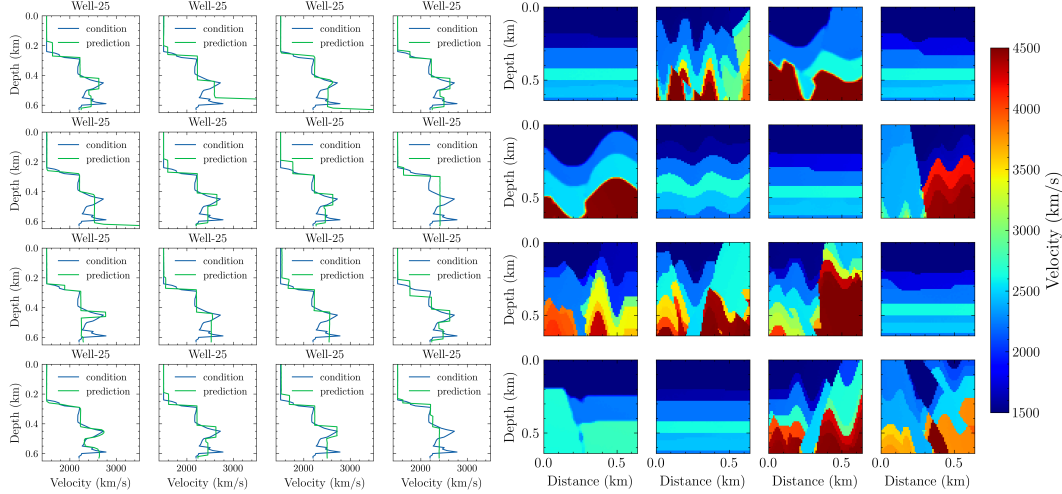 Well-25 Well-25 Well-25 Well-25
condition condition condition condition
prediction prediction prediction prediction
Depth (km)
0.0
0.2
0.4
0.6
Well-25 Well-25 Well-25 Well-25
condition condition condition condition
prediction prediction prediction prediction
Depth (km)
0.0
0.2
0.4
0.6
Well-25 Well-25 Well-25 Well-25
condition condition condition condition
prediction prediction prediction prediction
Depth (km)
0.0
0.2
0.4
0.6
Well-25 Well-25 Well-25 Well-25
condition condition condition condition
prediction prediction prediction prediction
Depth (km)
0.0
0.2
0.4
0.6
2000 3000 2000 3000 2000 3000 2000 3000
Velocity (km/s) Velocity (km/s) Velocity (km/s) Velocity (km/s)
Depth (km)
0.0
0.5
Depth (km)
0.0
0.5
Depth (km)
0.0
0.5
Depth (km)
0.0
0.5
0.0 0.5 0.0 0.5 0.0 0.5 0.0 0.5
Distance (km) Distance (km) Distance (km) Distance (km)
4500
4000
3500
3000
2500
2000
1500
Velocity (km/s)